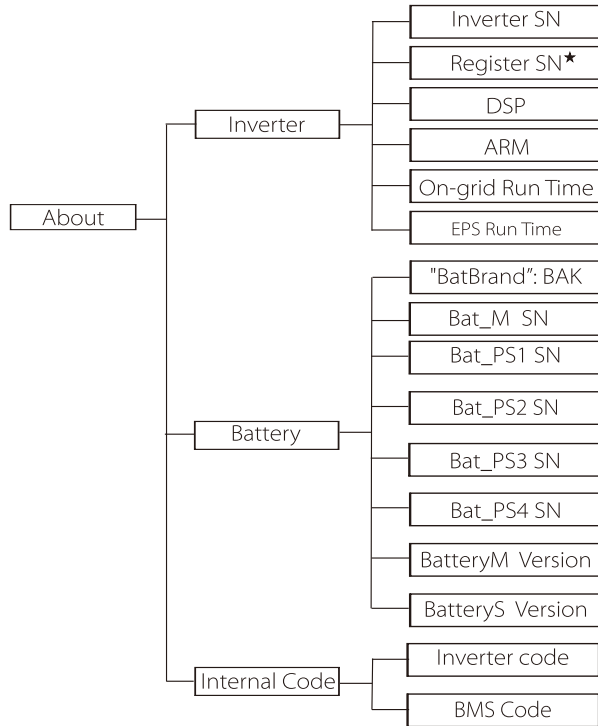 About
Inverter
Inverter SN
Register SN★
DSP
ARM
On-grid Run Time
EPS Run Time
Battery
"BatBrand”: BAK
Bat_M SN
Bat_PS1 SN
Bat_PS2 SN
Bat_PS3 SN
Bat_PS4 SN
BatteryM Version
BatteryS Version
Internal Code
Inverter code
BMS Code